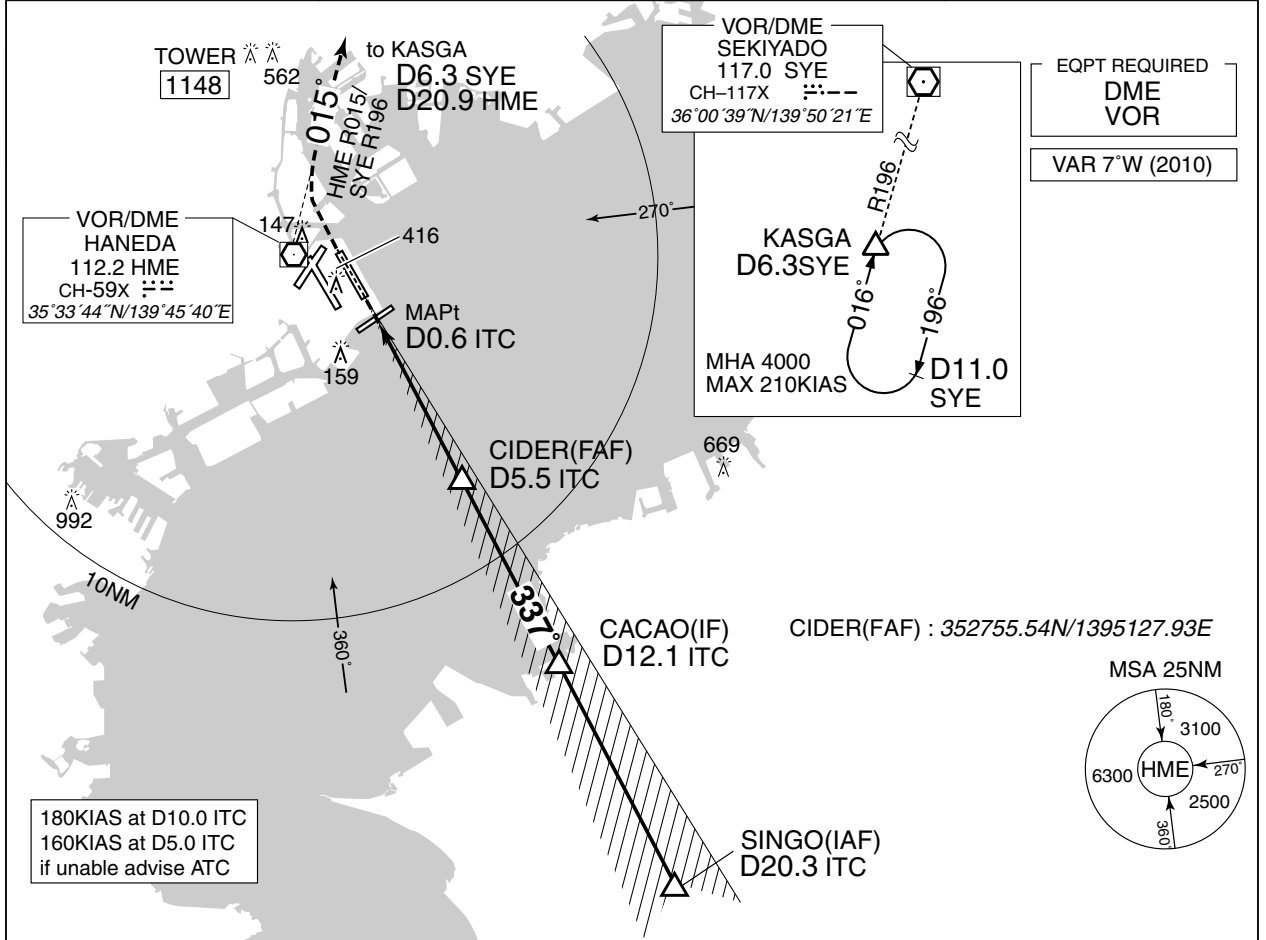 TOWER
562
1148
to KASGA
D6.3 SYE
D20.9 HME
015°
HME R015/
SYE R196
VOR/DME
SEKIYADO
117.0 SYE
CH–117X
36°00´39˝N/139°50´21˝E
EQPT REQUIRED
DME
VOR
VAR 7°W (2010)
R196
KASGA
D6.3SYE
016°
196°
D11.0
SYE
MHA 4000
MAX 210KIAS
270°
VOR/DME
HANEDA
112.2 HME
CH-59X
35°33´44˝N/139°45´40˝E
147
416
MAPt
D0.6 ITC
159
CIDER(FAF)
D5.5 ITC
669
992
10NM
360°
337°
CACAO(IF)
D12.1 ITC
CIDER(FAF) : 352755.54N/1395127.93E
MSA 25NM
180°
3100
6300
HME
270°
2500
360°
180KIAS at D10.0 ITC
160KIAS at D5.0 ITC
if unable advise ATC
SINGO(IAF)
D20.3 ITC